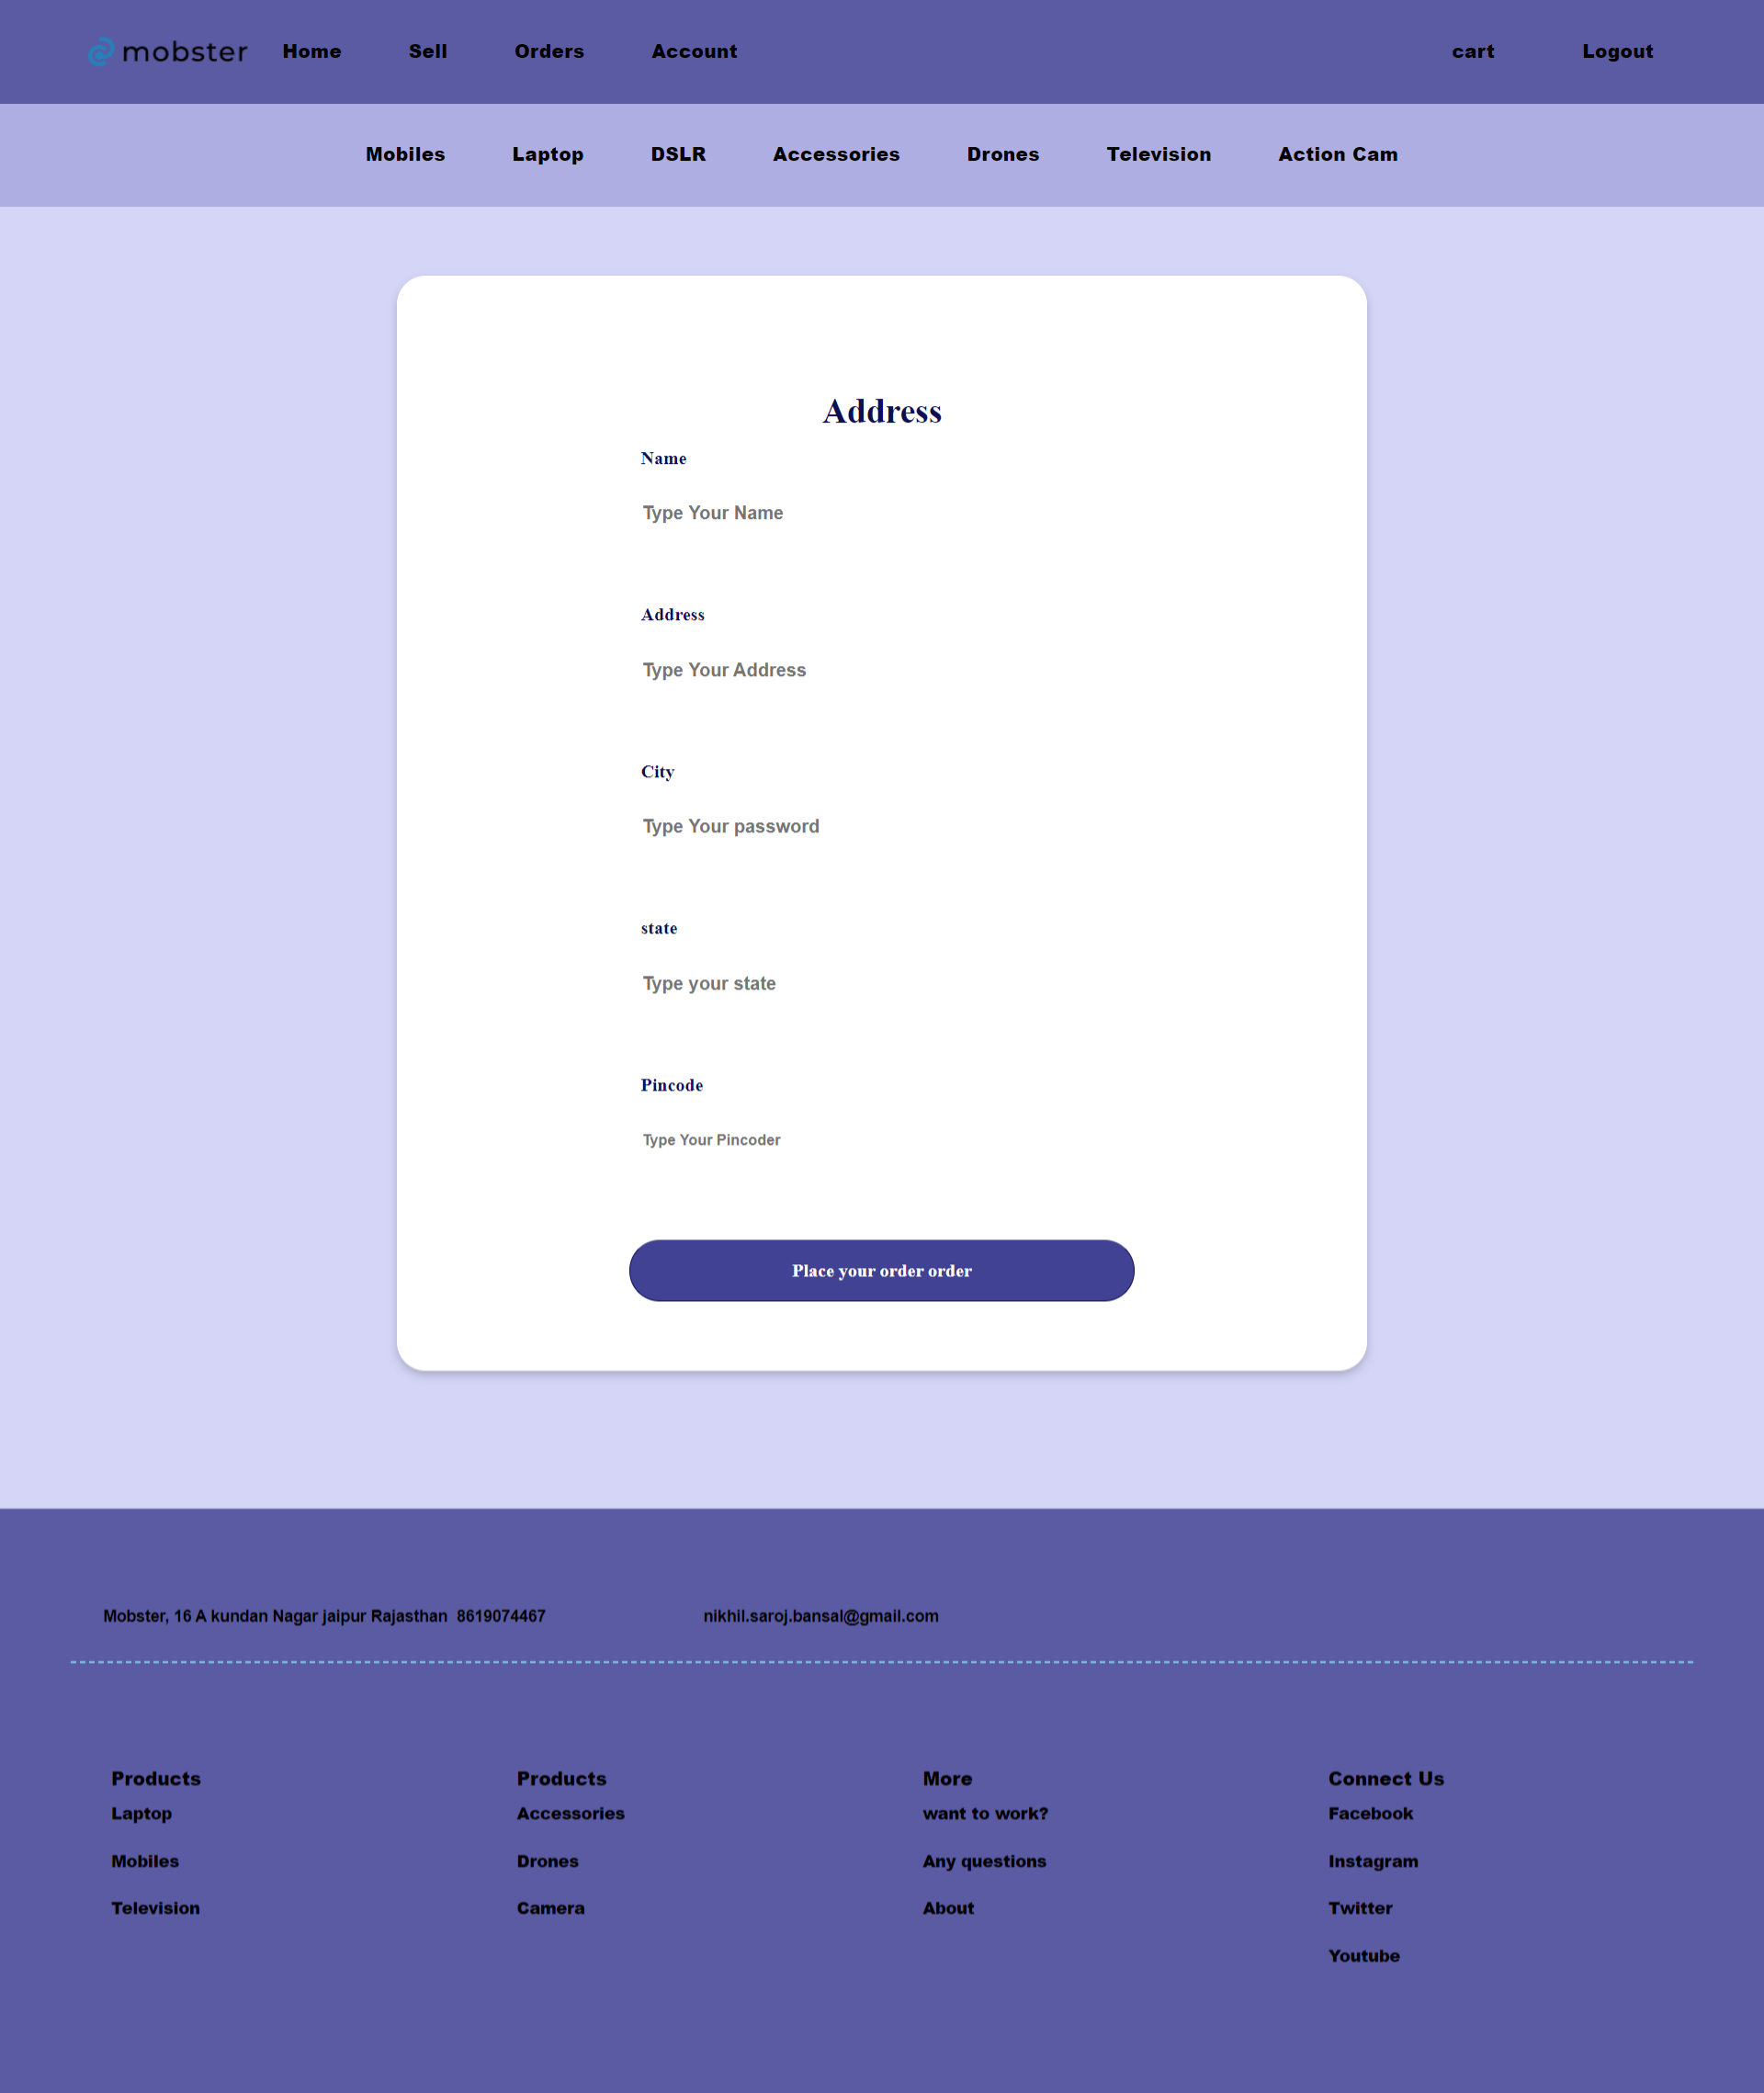 mobster Home Sell Orders Account cart Logout
Mobiles Laptop DSLR Accessories Drones Television Action Cam
Address
Name
Type Your Name
Address
Type Your Address
City
Type Your password
state
Type your state
Pincode
Type Your Pincoder
Place your order order
Mobster, 16 A kundan Nagar jaipur Rajasthan 8619074467 nikhil.saroj.bansal@gmail.com
Products
Laptop
Mobiles
Television
Products
Accessories
Drones
Camera
More
want to work?
Any questions
About
Connect Us
Facebook
Instagram
Twitter
Youtube